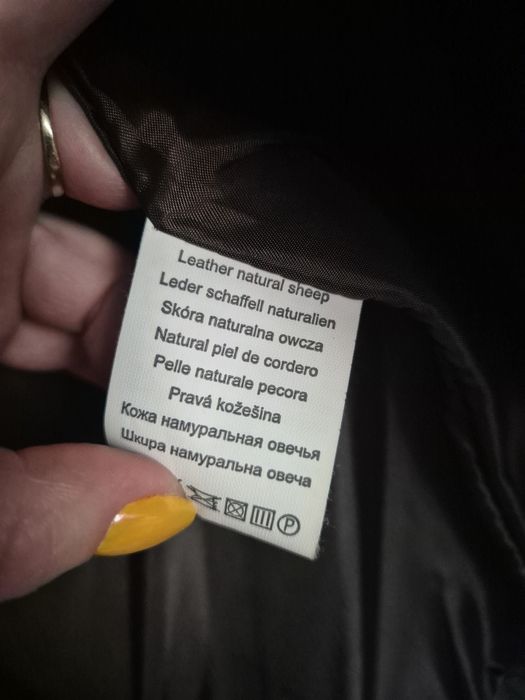 Leather natural sheep
Leder schaffell naturalien
Skóra naturalna owcza
Natural piel de cordero
Pelle naturale pecora
Pravá kožešina
Кожа намуральная овечья
Шкира намуральна овеча
P